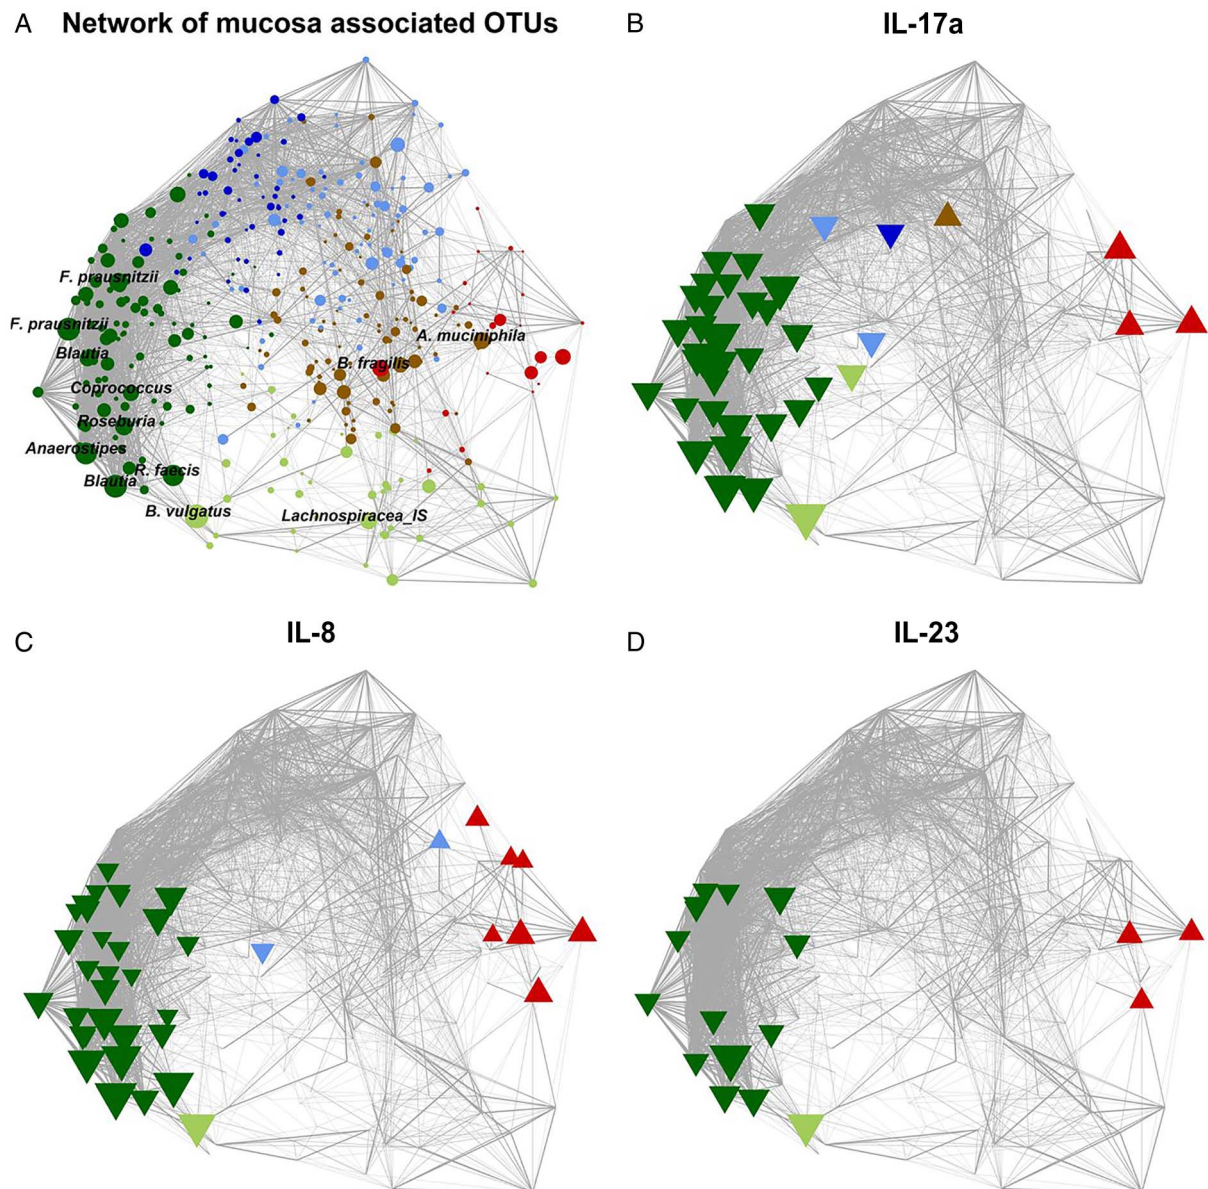 A Network of mucosa associated OTUs
B IL-17a
F. prausnitzii
F. prausnitzii
A. muciniphila
Blautia
B. fragilis
Coprococcus
Roseburia
Anaerostipes
R. faecis
Blautia
B. vulgatus
Lachnospiracea_IS
C IL-8
D IL-23